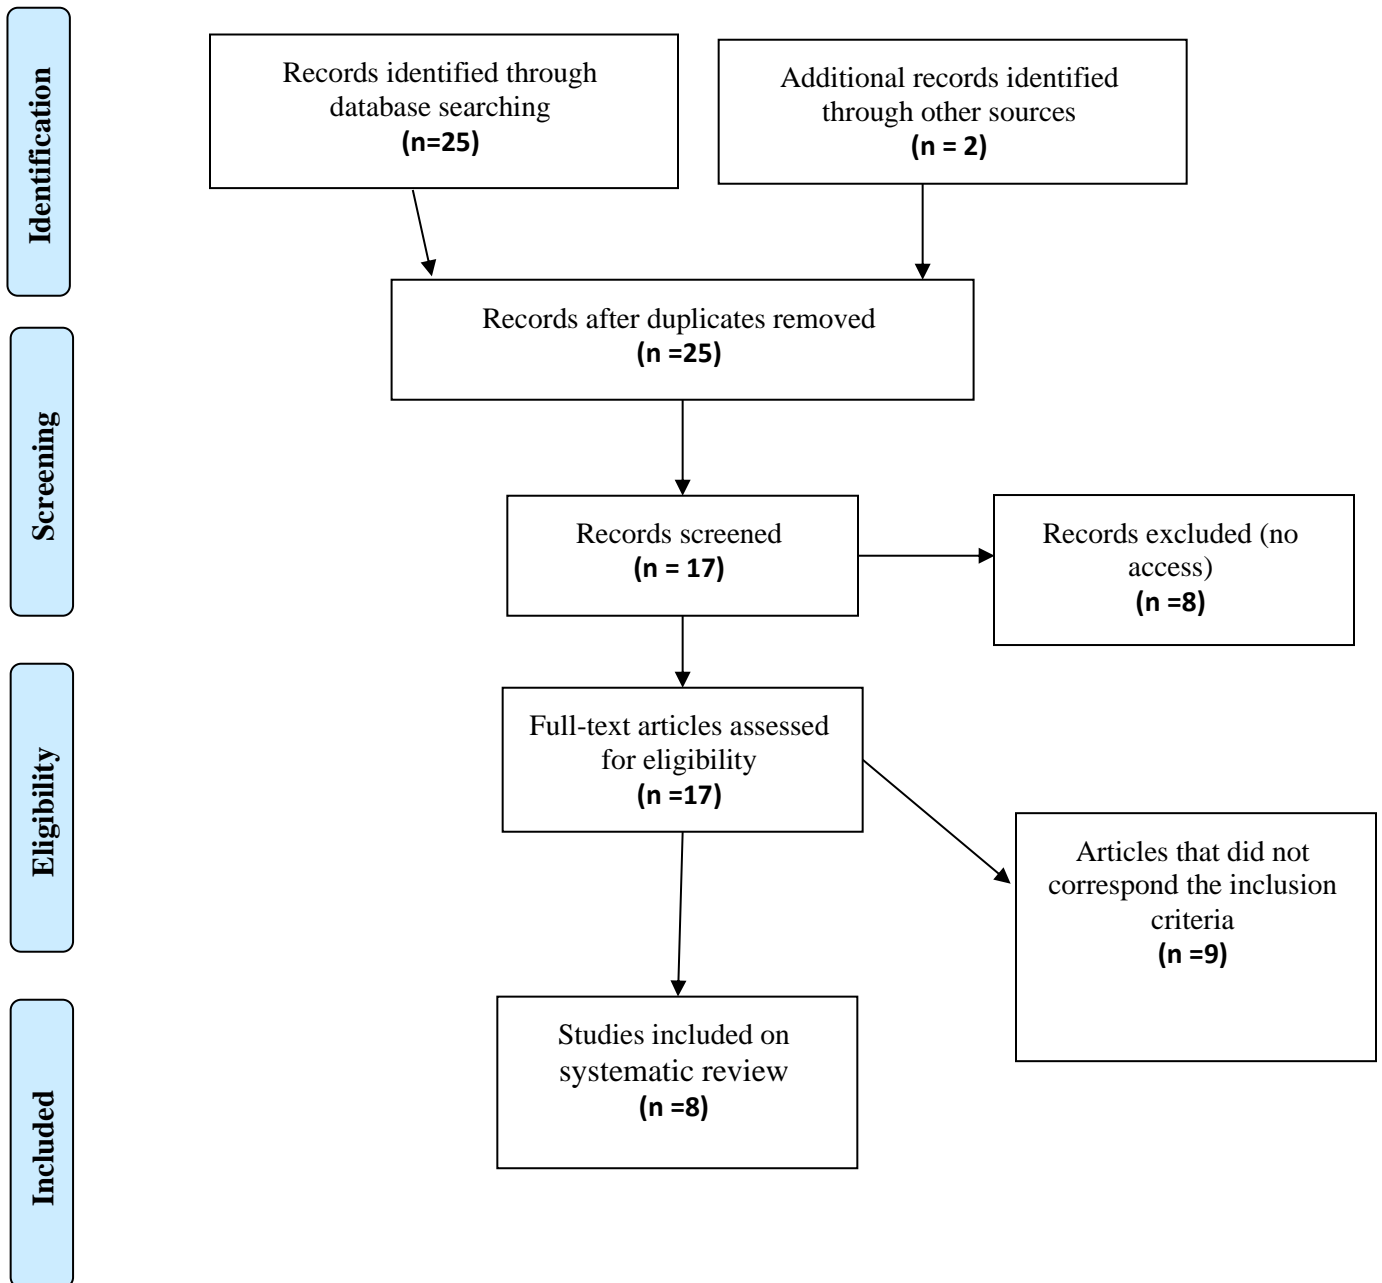 Identification
Records identified through
database searching
(n=25)
Additional records identified
through other sources
(n = 2)
Records after duplicates removed
(n =25)
Screening
Records screened
(n = 17)
Records excluded (no
access)
(n =8)
Eligibility
Full-text articles assessed
for eligibility
(n =17)
Articles that did not
correspond the inclusion
criteria
(n =9)
Included
Studies included on
systematic review
(n =8)